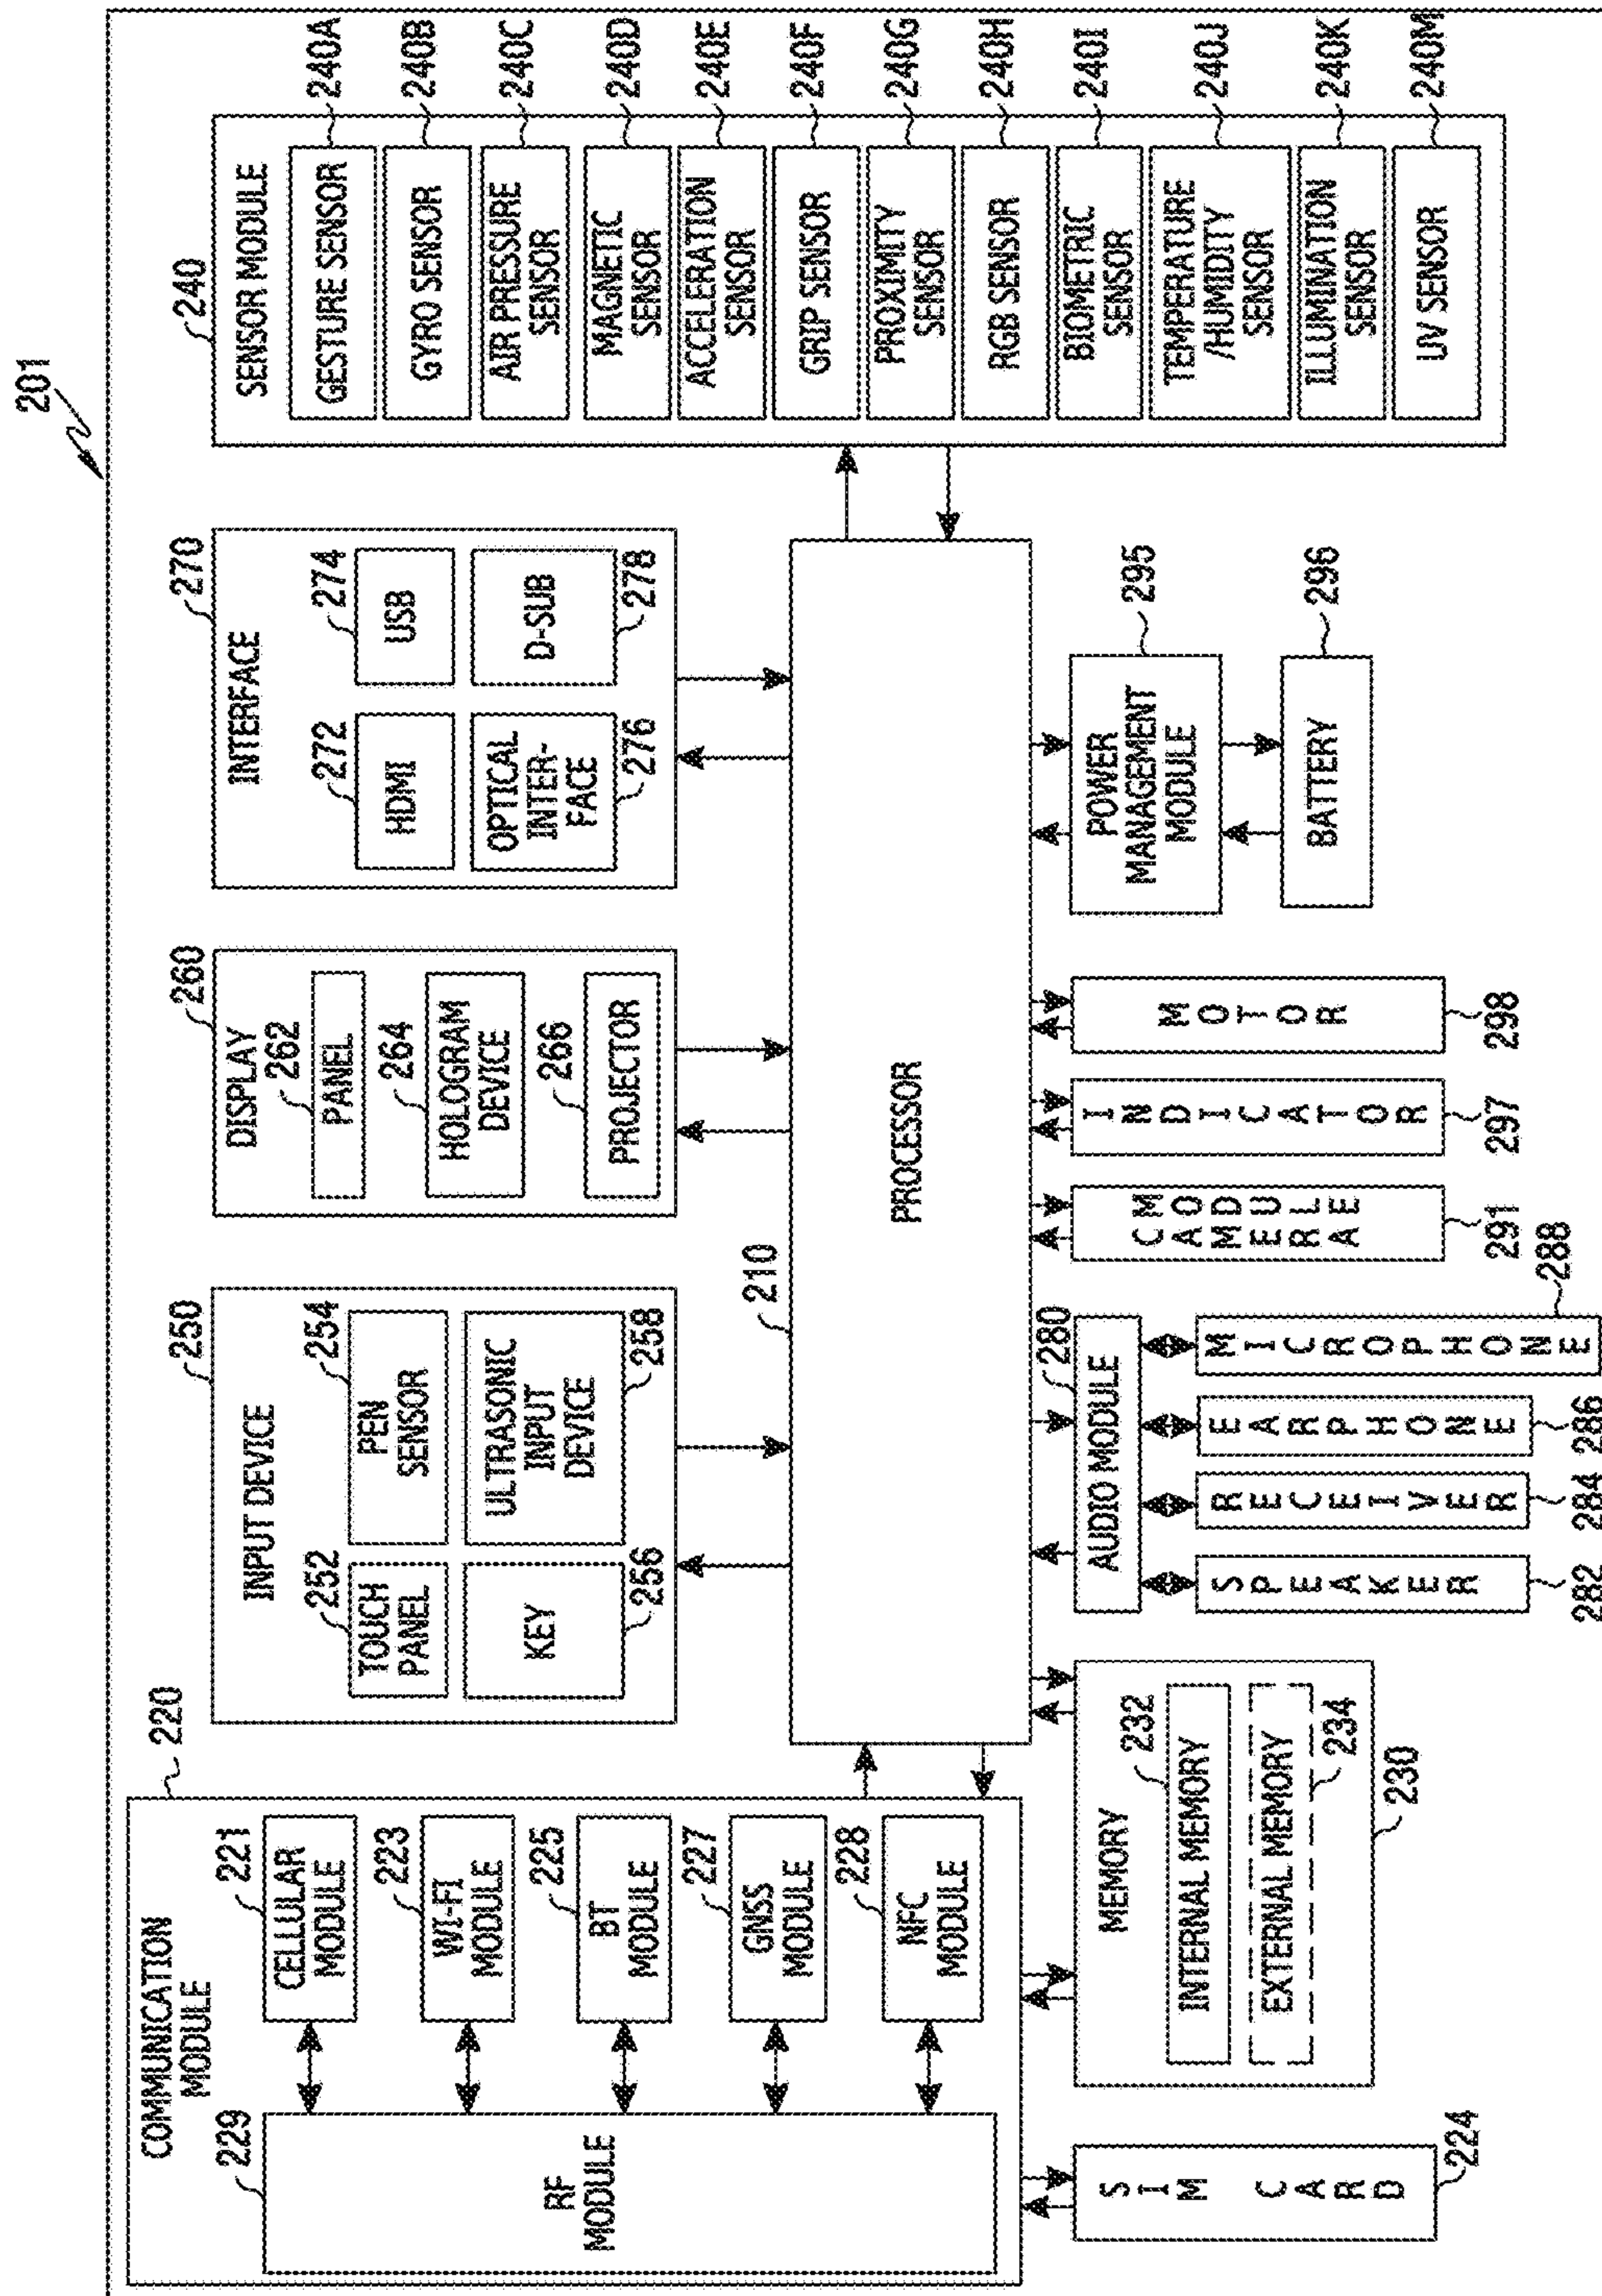 201
COMMUNICATION
MODULE
220
229
RF
MODULE
221
CELLULAR
MODULE
223
WI-FI
MODULE
225
BT
MODULE
227
GNSS
MODULE
228
NFC
MODULE
250
INPUT DEVICE
252
TOUCH
PANEL
254
PEN
SENSOR
KEY
256
ULTRASONIC
INPUT
DEVICE
258
260
DISPLAY
262
PANEL
264
HOLOGRAM
DEVICE
266
PROJECTOR
270
INTERFACE
272
HDMI
274
USB
OPTICAL
INTER-
FACE
276
D-SUB
278
240
SENSOR MODULE
GESTURE SENSOR
240A
GYRO SENSOR
240B
AIR PRESSURE
SENSOR
240C
MAGNETIC
SENSOR
240D
ACCELERATION
SENSOR
240E
GRIP SENSOR
240F
PROXIMITY
SENSOR
240G
RGB SENSOR
240H
BIOMETRIC
SENSOR
240I
TEMPERATURE
/HUMIDITY
SENSOR
240J
ILLUMINATION
SENSOR
240K
UV SENSOR
240M
210
PROCESSOR
SIM CARD
224
MEMORY
232
INTERNAL MEMORY
EXTERNAL MEMORY
234
230
280
AUDIO MODULE
SPEAKER
282
RECEIVER
284
EARPHONE
286
MICROPHONE
288
CAMERA
MODULE
291
INDICATOR
297
MOTOR
298
POWER
MANAGEMENT
MODULE
295
BATTERY
296